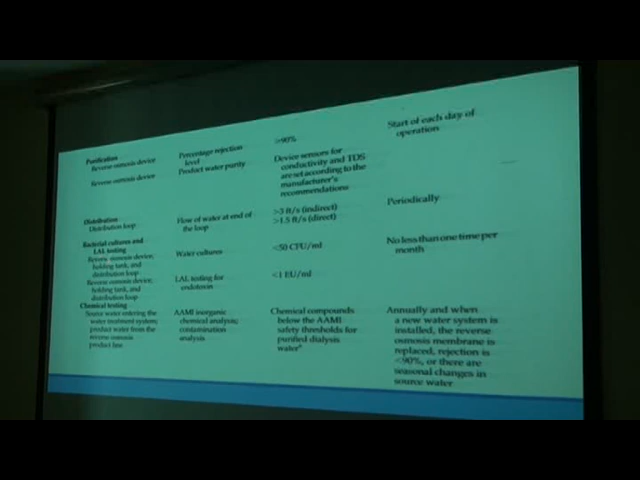 Purification
Reverse osmosis device
Percentage rejection
level
>90%
Start of each day of
operation
Reverse osmosis device
Product water purity
Device sensors for
conductivity and TDS
are set according to the
manufacturer's
recommendations
Distribution
Distribution loop
Flow of water at end of
the loop
>3 ft/s (indirect)
>1.5 ft/s (direct)
Periodically
Bacterial cultures and
LAL testing
Reverse osmosis device,
holding tank, and
distribution loop
Water cultures
<50 CFU/ml
No less than one time per
month
Reverse osmosis device,
holding tank, and
distribution loop
LAL testing for
endotoxin
<1 EU/ml
Chemical testing
Source water entering the
water treatment system;
product water from the
reverse osmosis
product line
AAMI inorganic
chemical analysis;
contamination
analysis
Chemical compounds
below the AAMI
safety thresholds for
purified dialysis
water
Annually and when
a new water system is
installed, the reverse
osmosis membrane is
replaced, rejection is
<90%, or there are
seasonal changes in
source water